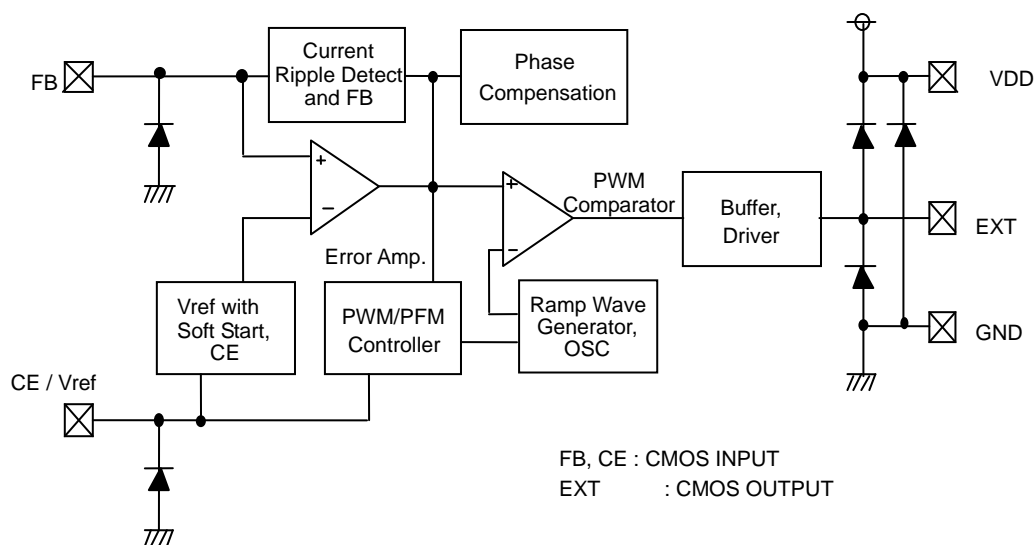 Current
Ripple Detect
and FB
Phase
Compensation
FB
VDD
+
−
+
−
PWM
Comparator
Buffer,
Driver
EXT
Error Amp.
Vref with
Soft Start,
CE
PWM/PFM
Controller
Ramp Wave
Generator,
OSC
GND
CE / Vref
FB, CE : CMOS INPUT
EXT : CMOS OUTPUT